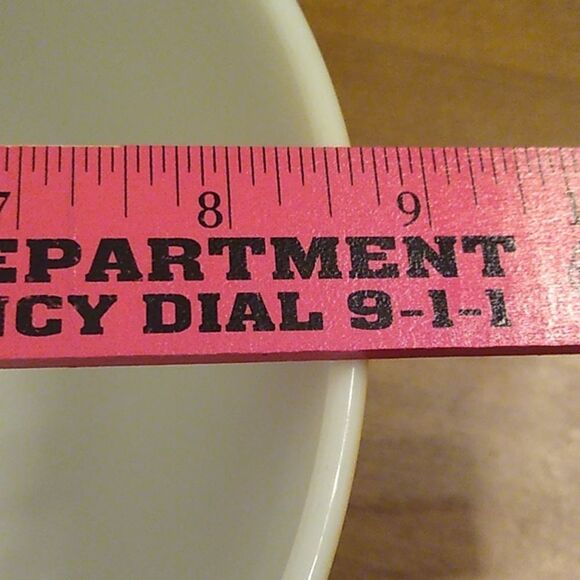 7 8 9
EPARTMENT
NCY DIAL 9-1-1